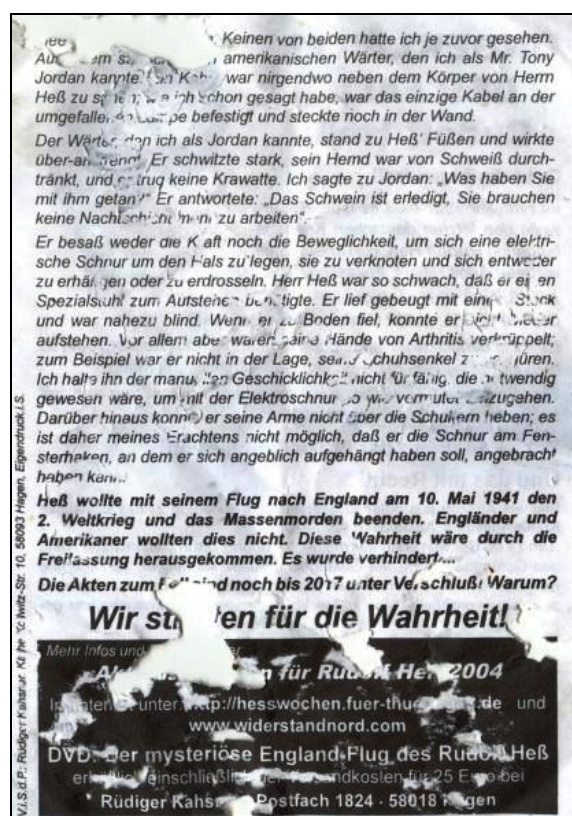 Keinen von beiden hatte ich je zuvor gesehen.
amerikanischen Wärter, den ich als Mr. Tony
Jordan kannte. war nirgendwo neben dem Körper von Herrn
Heß zu schon gesagt habe, war das einzige Kabel an der
befestigt und steckte noch in der Wand.
Der Wärter, den ich als Jordan kannte, stand zu Heß' Füßen und wirkte
Er schwitzte stark, sein Hemd war von Schweiß durch-
tränkt, und er trug keine Krawatte. Ich sagte zu Jordan: „Was haben Sie
mit ihm getan?" Er antwortete: „Das Schwein ist erledigt, Sie brauchen
keine zu arbeiten".
Er besaß weder die noch die Beweglichkeit, um sich eine elektri-
sche Schnur um den Hals zu legen, sie zu verknoten und sich entweder
zu erhängen oder zu erdrosseln. Herr Heß war so schwach, daß er
zum benötigte. Er lief gebeugt mit Stock
und war nahezu blind. Wenn er zu Boden fiel, konnte er
aufstehen. Vor allem aber waren seine Hände von Arthritis verkrüppelt;
zum Beispiel war er nicht in der Lage, seine Schuhsenkel
Ich halte ihn der Geschicklichkeit nicht für fähig, die
gewesen wäre, um mit der Elektroschnur so wie
Darüber hinaus konnte er seine Arme nicht über die Schultern heben; es
ist daher meines Erachtens nicht möglich, daß er die Schnur am Fen-
sterhaken, an dem er sich angeblich aufgehängt haben soll, angebracht
haben kann.
Heß wollte mit seinem Flug nach England am 10. Mai 1941 den
2. Weltkrieg und das Massenmorden beenden. Engländer und
Amerikaner wollten dies nicht. Diese Wahrheit wäre durch die
Freilassung herausgekommen. Es wurde verhindert...
Die Akten zum sind noch bis 2017 unter Verschluß! Warum?
Wir für die Wahrheit!
Mehr Infos und
für Rudolf 2004
unter: und
www.widerstandnord.com
DVD: Der mysteriöse England-Flug des Rudolf Heß
einschließlich der Versandkosten für 25 Euro bei
Rüdiger Postfach 1824 · 58018 Hagen
V.i.S.d.P.: Rüdiger 10, 58093 Hagen, Eigendruck i.S.